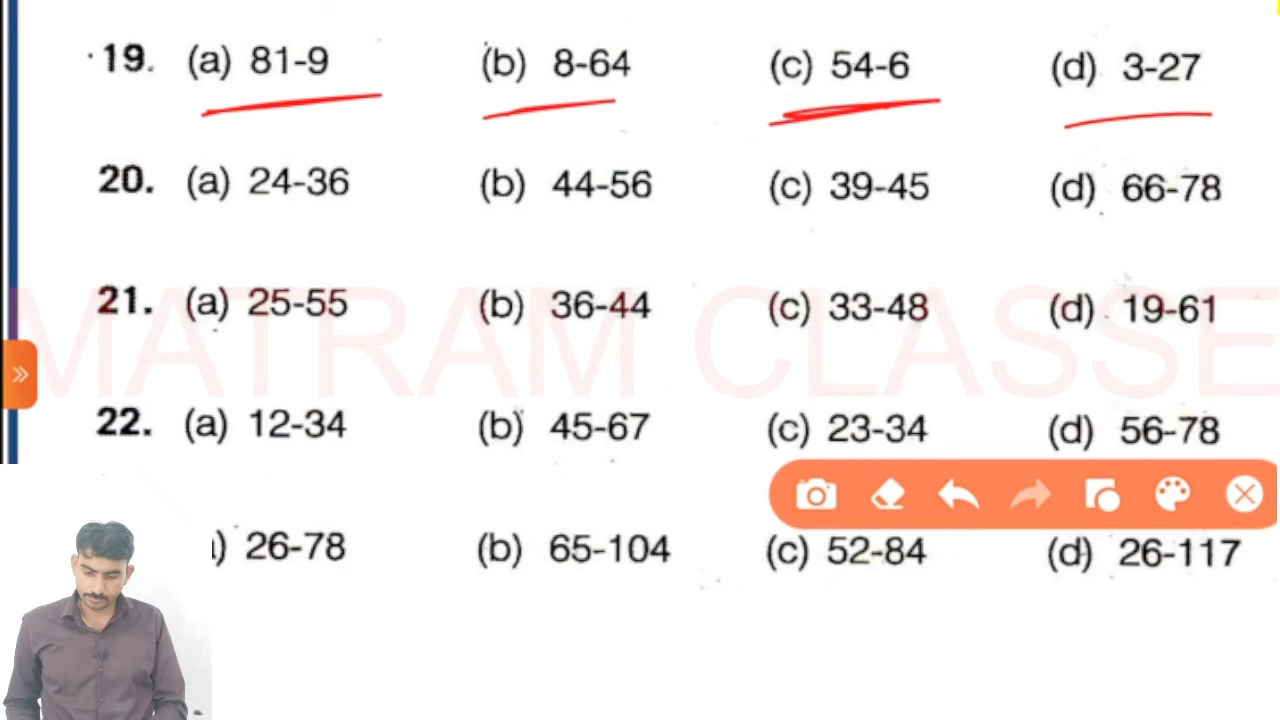 19. (a) 81-9 (b) 8-64 (c) 54-6 (d) 3-27
20. (a) 24-36 (b) 44-56 (c) 39-45 (d) 66-78
21. (a) 25-55 (b) 36-44 (c) 33-48 (d) 19-61
MATRAM CLASSE
22. (a) 12-34 (b) 45-67 (c) 23-34 (d) 56-78
) 26-78 (b) 65-104 (c) 52-84 (d) 26-117